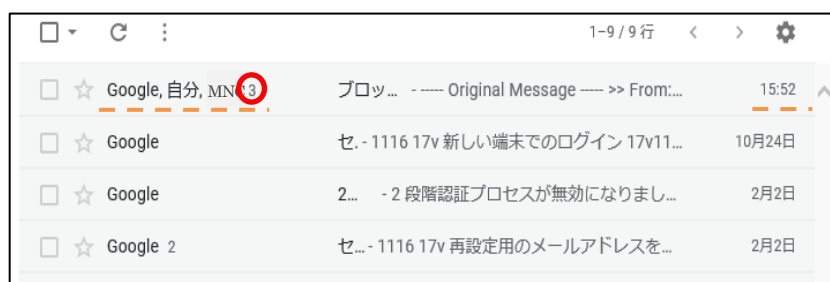 1–9 / 9 行
Google, 自分, MNC 3 ブロッ... - ----- Original Message ----- >> From:... 15:52
Google セ. - 1116 17v 新しい端末でのログイン 17v11... 10月24日
Google 2... - 2 段階認証プロセスが無効になりまし... 2月2日
Google 2 セ... - 1116 17v 再設定用のメールアドレスを... 2月2日